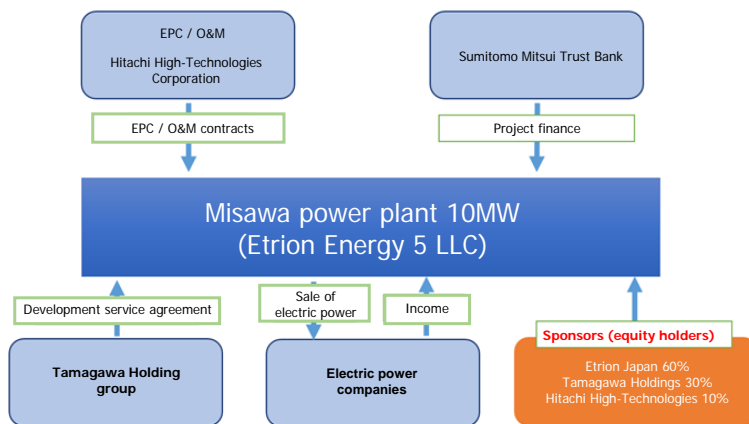 EPC / O&M
Hitachi High-Technologies
Corporation
Sumitomo Mitsui Trust Bank
EPC / O&M contracts
Project finance
Misawa power plant 10MW
(Etrion Energy 5 LLC)
Development service agreement
Sale of
electric power
Income
Sponsors (equity holders)
Tamagawa Holding
group
Electric power
companies
Etrion Japan 60%
Tamagawa Holdings 30%
Hitachi High-Technologies 10%